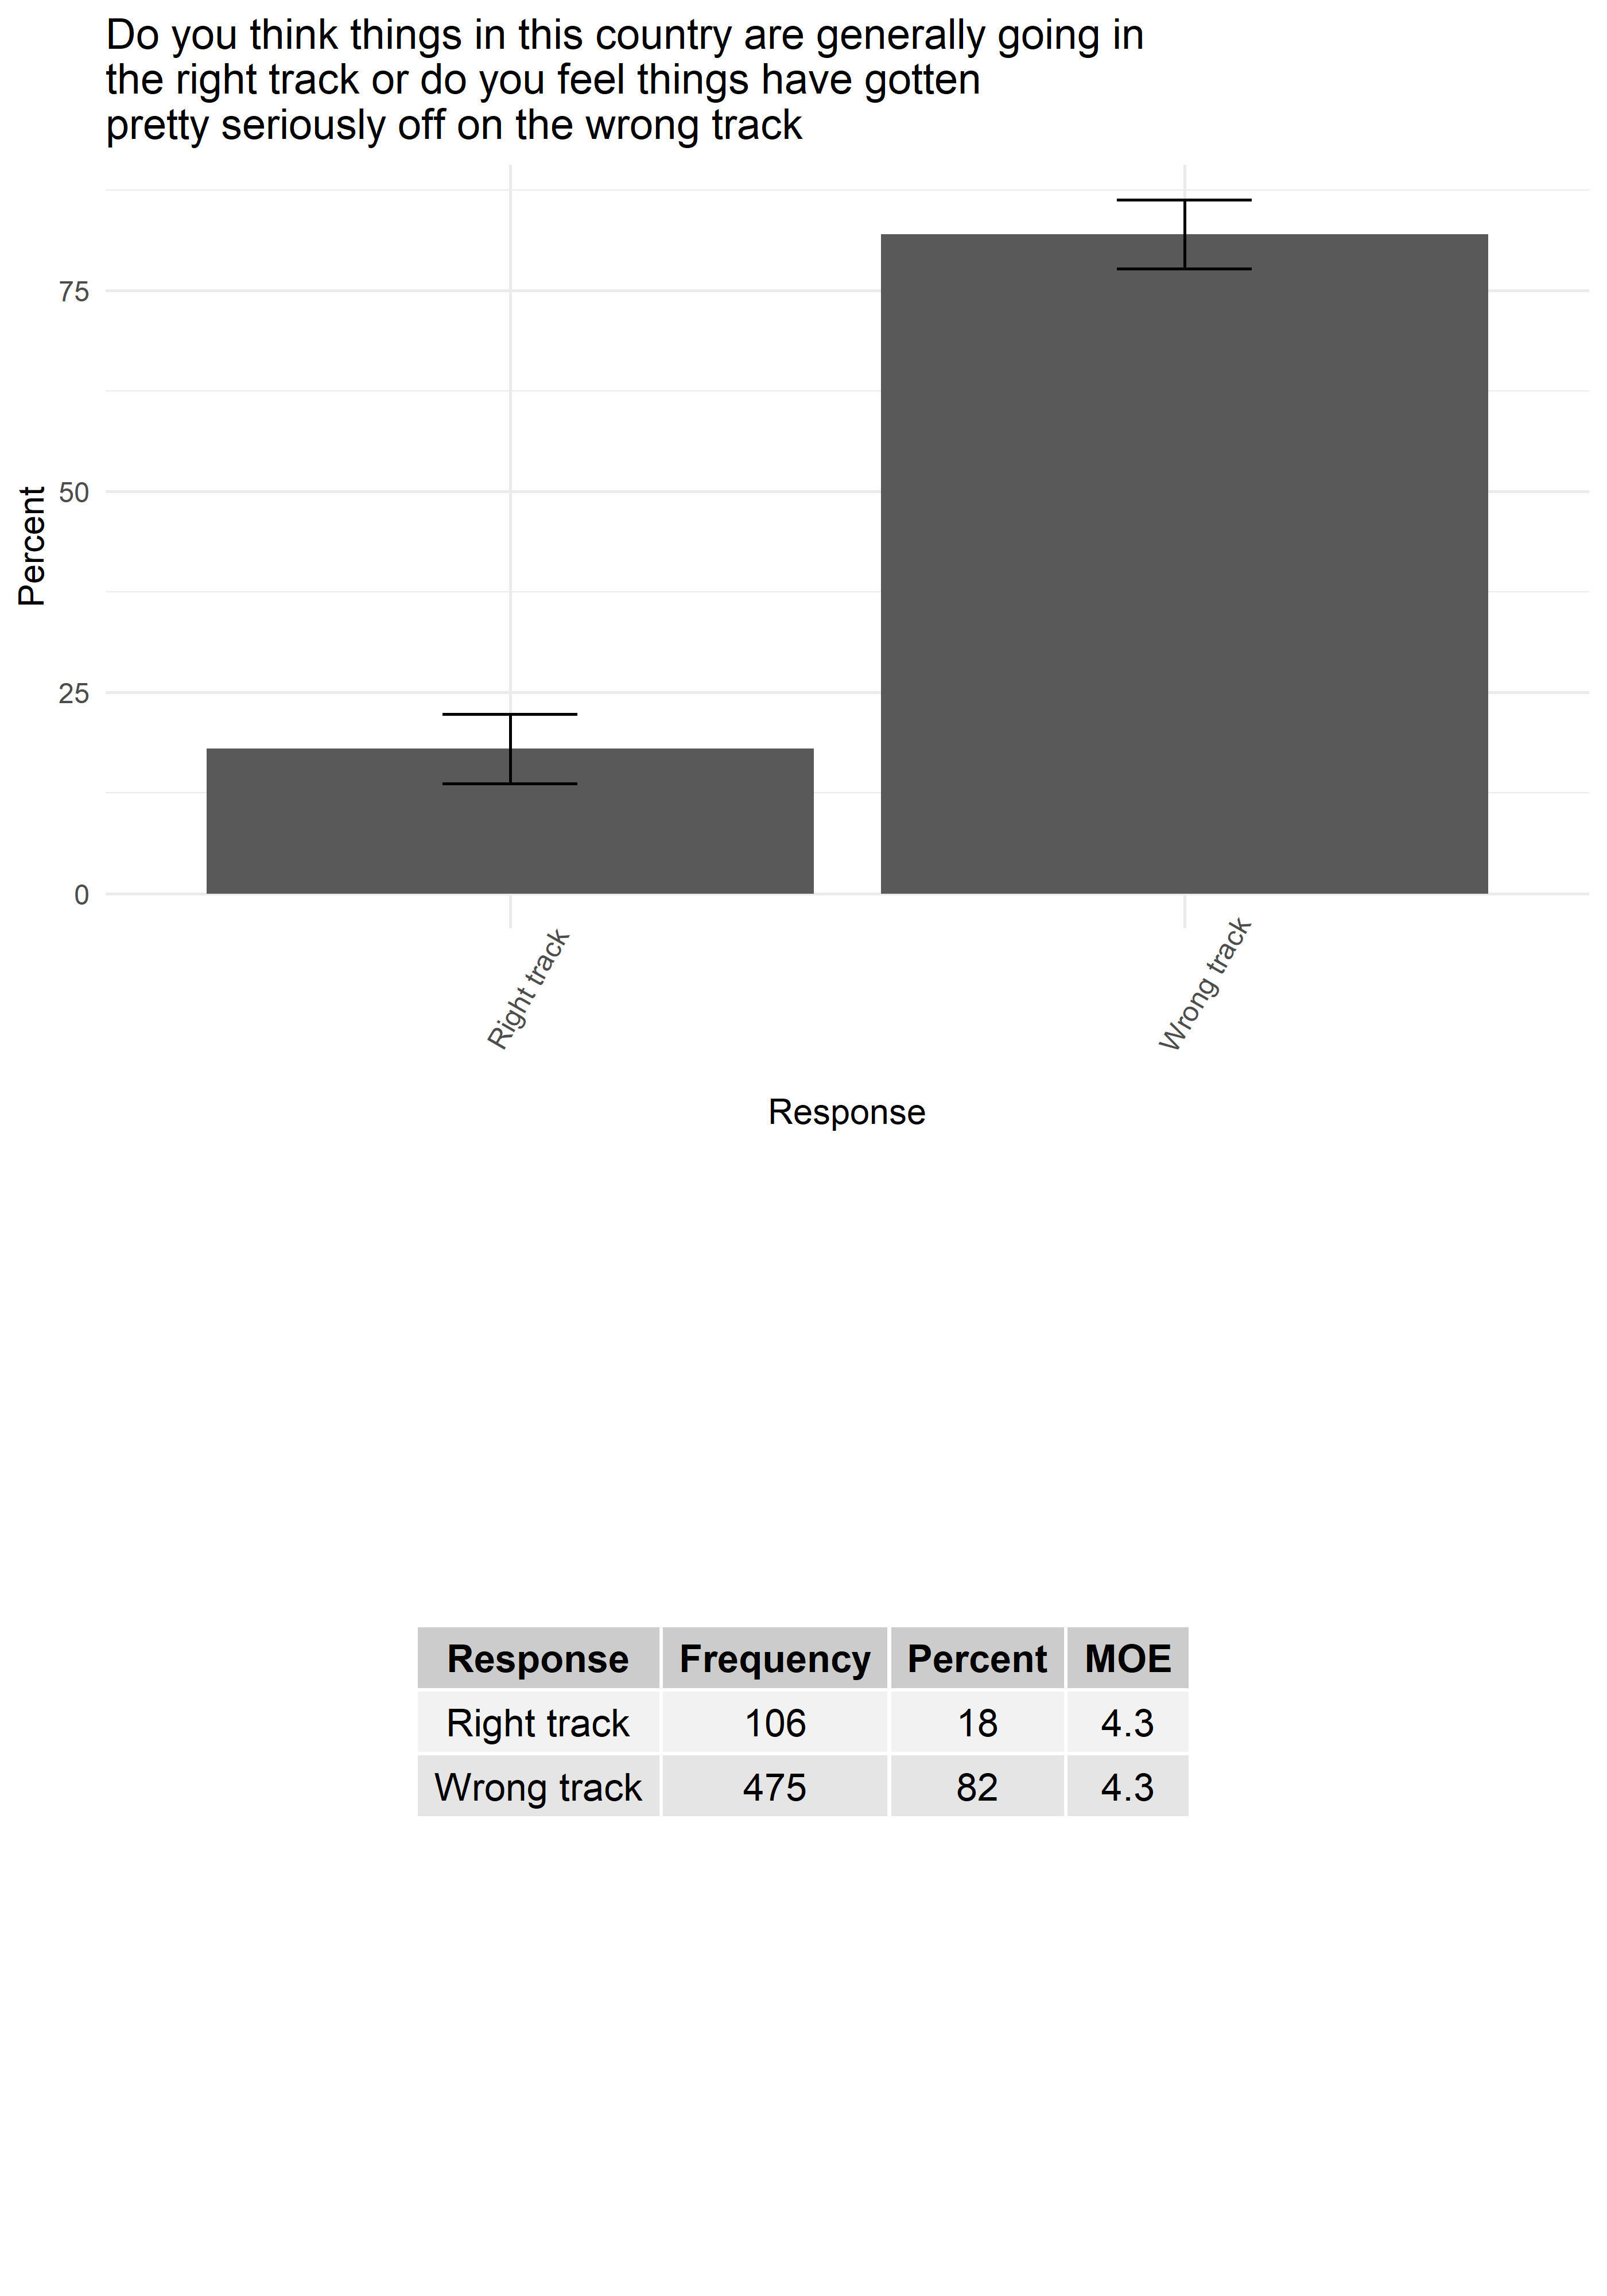 Do you think things in this country are generally going in
the right track or do you feel things have gotten
pretty seriously off on the wrong track
Percent
75
50
25
0
Right track
Wrong track
Response
Response Frequency Percent MOE
Right track 106 18 4.3
Wrong track 475 82 4.3